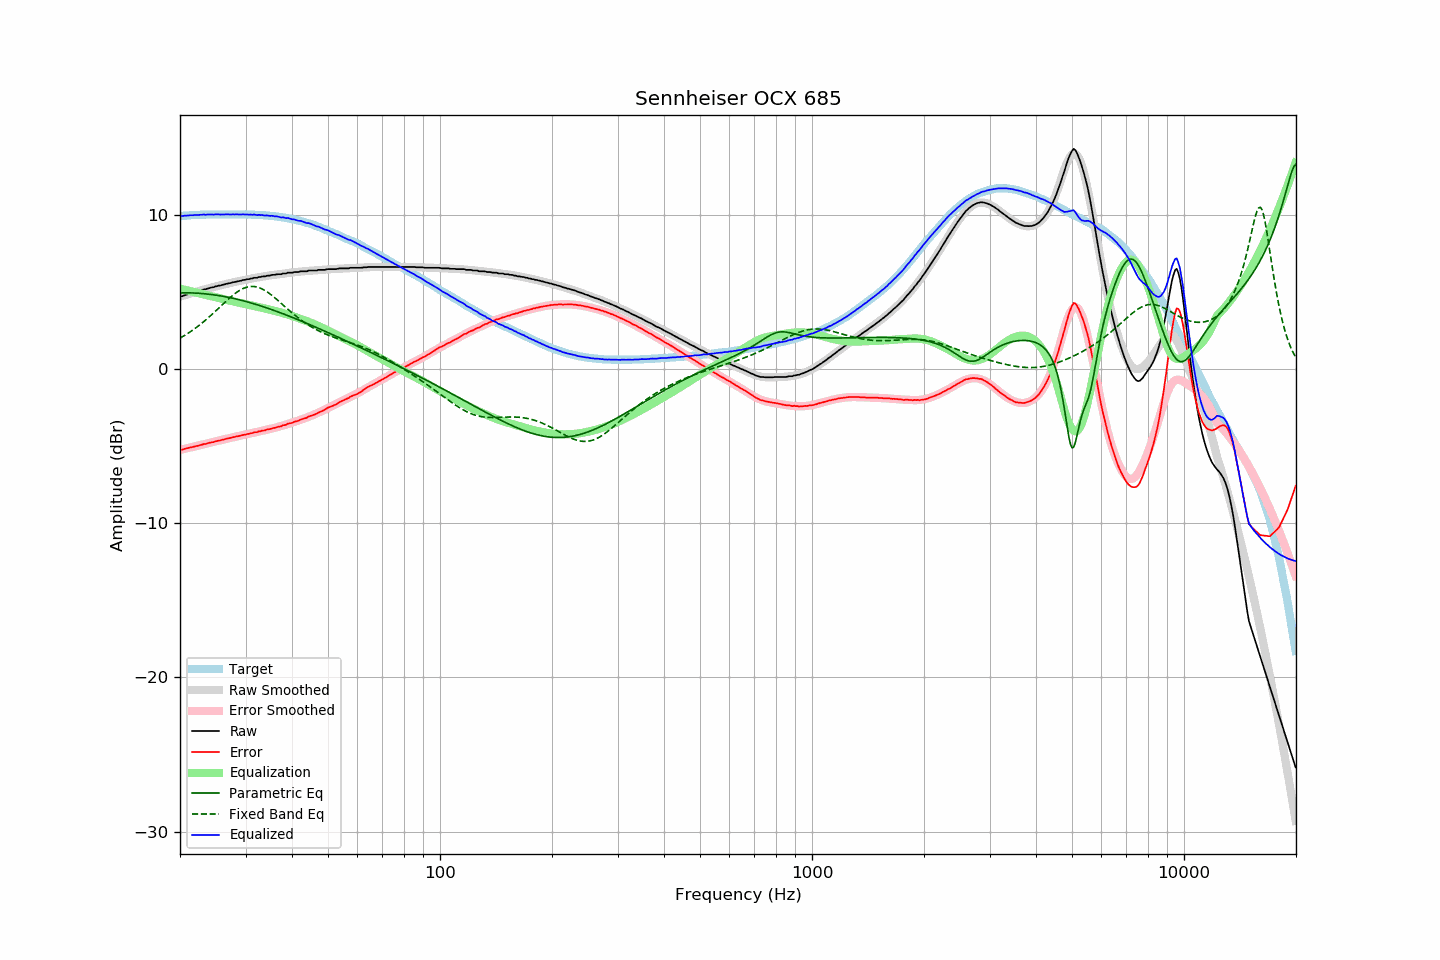 Sennheiser OCX 685
Amplitude (dBr)
10
0
−10
−20
−30
Target
Raw Smoothed
Error Smoothed
Raw
Error
Equalization
Parametric Eq
Fixed Band Eq
Equalized
100
1000
10000
Frequency (Hz)